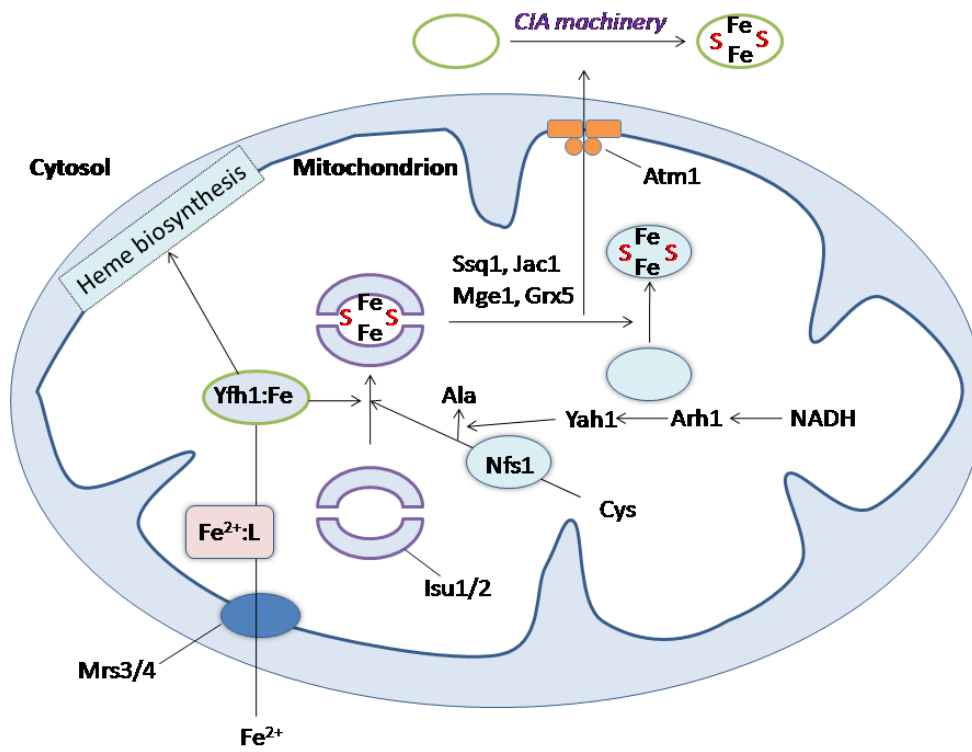 CIA machinery
Fe
S S
Fe
Cytosol
Mitochondrion
Atm1
Heme biosynthesis
Fe
S S
Fe
Ssq1, Jac1
Mge1, Grx5
Fe
S S
Fe
Yfh1:Fe
Ala
Yah1
Arh1
NADH
Nfs1
Cys
Fe²⁺:L
Isu1/2
Mrs3/4
Fe²⁺